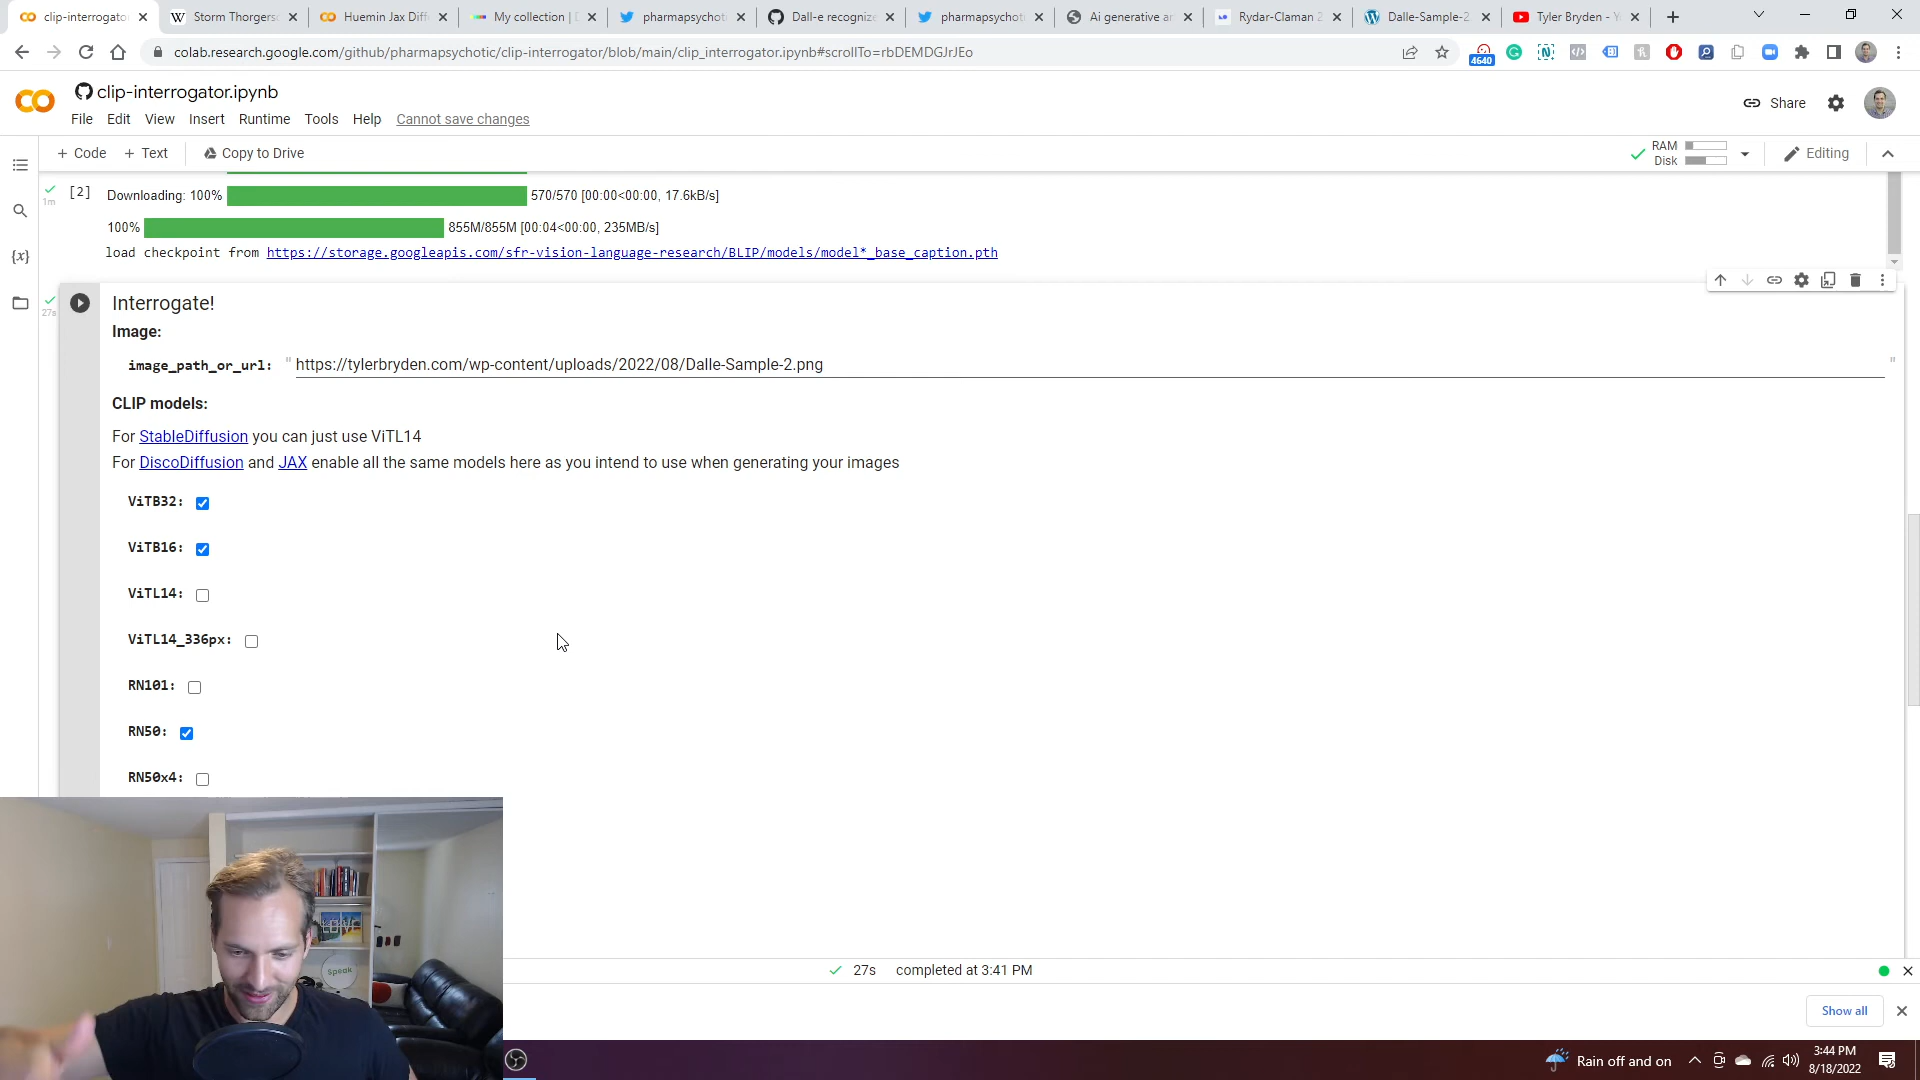 clip-interrogator
Storm Thorgers
Huemin Jax Diff
My collection | D
pharmapsychot
Dall-e recognize
pharmapsychot
Ai generative ar
Rydar-Claman 2
Dalle-Sample-2
Tyler Bryden - Y
colab.research.google.com/github/pharmapsychotic/clip-interrogator/blob/main/clip_interrogator.ipynb#scrollTo=rbDEMDGJrJEo
4640
clip-interrogator.ipynb
Share
File Edit View Insert Runtime Tools Help Cannot save changes
+ Code + Text Copy to Drive
RAM
Disk
Editing
[2]
1m
Downloading: 100% 570/570 [00:00<00:00, 17.6kB/s]
100% 855M/855M [00:04<00:00, 235MB/s]
load checkpoint from https://storage.googleapis.com/sfr-vision-language-research/BLIP/models/model*_base_caption.pth
{x}
27s
Interrogate!
Image:
image_path_or_url: " https://tylerbryden.com/wp-content/uploads/2022/08/Dalle-Sample-2.png "
CLIP models:
For StableDiffusion you can just use ViTL14
For DiscoDiffusion and JAX enable all the same models here as you intend to use when generating your images
ViTB32:
ViTB16:
ViTL14:
ViTL14_336px:
RN101:
RN50:
RN50x4:
Speak
27s completed at 3:41 PM
Show all
Rain off and on
3:44 PM
8/18/2022